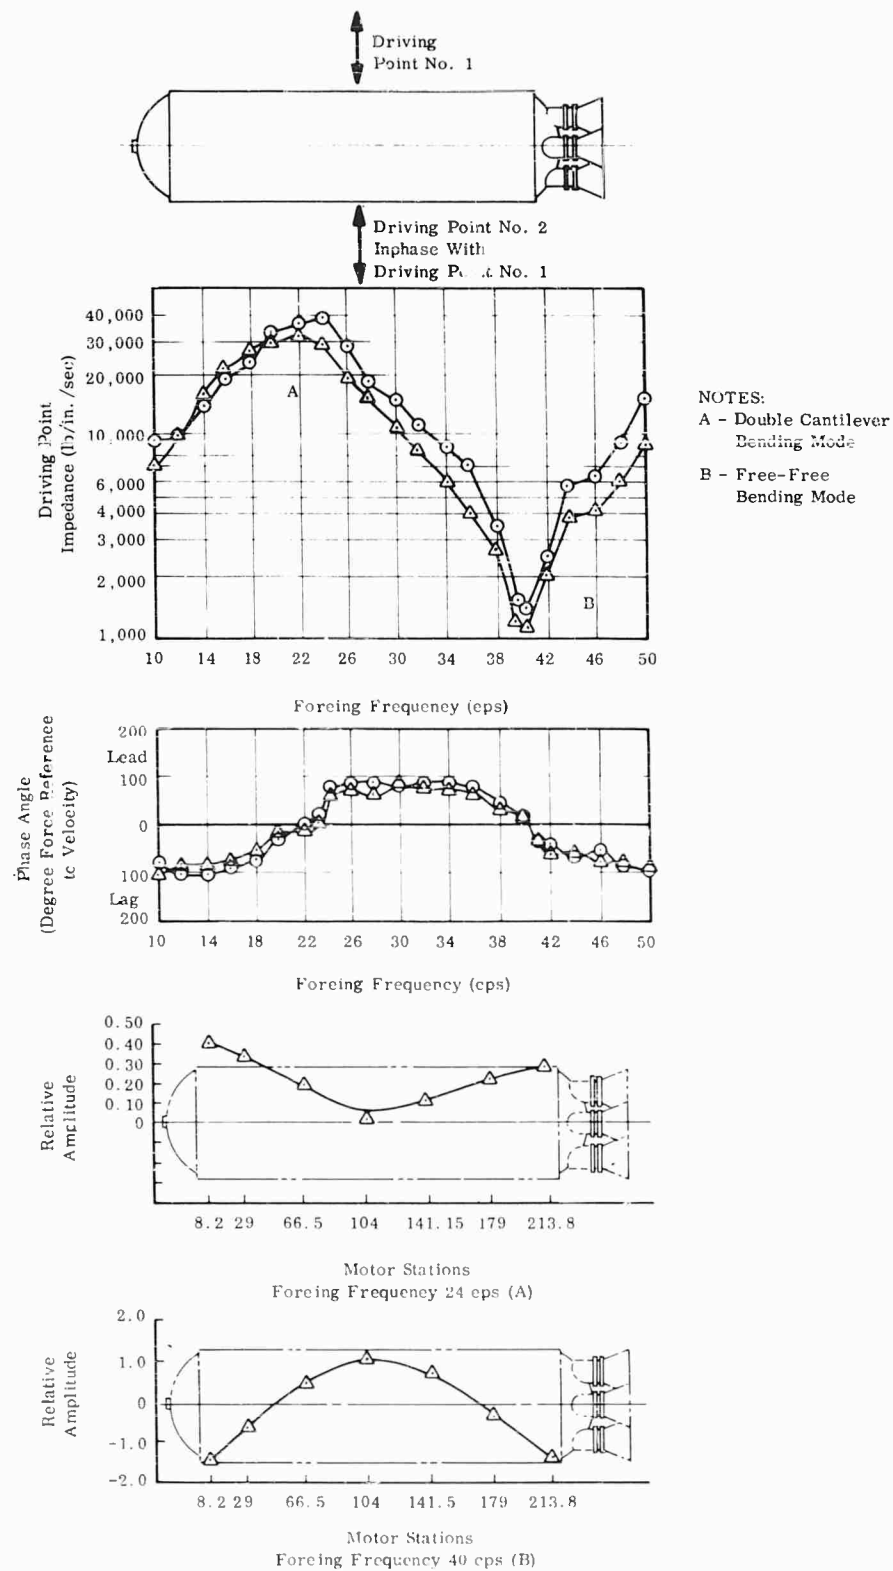 Driving
Point No. 1
Driving Point No. 2
Inphase With
Driving P. .t No. 1
Driving Point
Impedance (lb/in./sec)
40,000
30,000
20,000
10,000
6,000
4,000
3,000
2,000
1,000
A
B
10 14 18 22 26 30 34 38 42 46 50
Forcing Frequency (cps)
NOTES:
A - Double Cantilever
Bending Mode
B - Free-Free
Bending Mode
Phase Angle
(Degree Force Reference
to Velocity)
200
Lead
100
0
100
Lag
200
10 14 18 22 26 30 34 38 42 46 50
Forcing Frequency (cps)
Relative
Amplitude
0.50
0.40
0.30
0.20
0.10
0
8.2 29 66.5 104 141.15 179 213.8
Motor Stations
Forcing Frequency 24 cps (A)
Relative
Amplitude
2.0
1.0
0
-1.0
-2.0
8.2 29 66.5 104 141.5 179 213.8
Motor Stations
Forcing Frequency 40 cps (B)